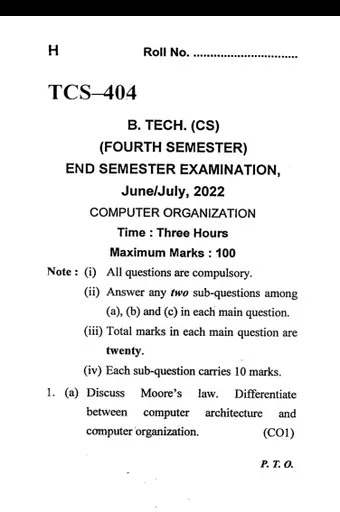 H Roll No. ..............................
TCS–404
B. TECH. (CS)
(FOURTH SEMESTER)
END SEMESTER EXAMINATION,
June/July, 2022
COMPUTER ORGANIZATION
Time : Three Hours
Maximum Marks : 100
Note : (i) All questions are compulsory.
(ii) Answer any two sub-questions among
(a), (b) and (c) in each main question.
(iii) Total marks in each main question are
twenty.
(iv) Each sub-question carries 10 marks.
1. (a) Discuss Moore's law. Differentiate
between computer architecture and
computer organization. (CO1)
P. T. O.